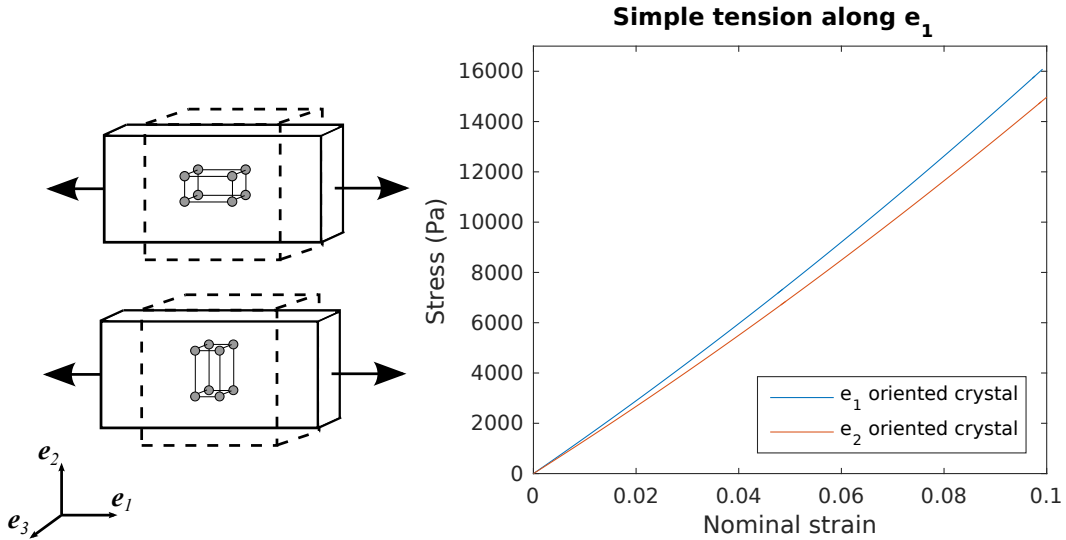 Simple tension along e1
16000
14000
12000
10000
8000
6000
4000
2000
0
Stress (Pa)
0 0.02 0.04 0.06 0.08 0.1
Nominal strain
e1 oriented crystal
e2 oriented crystal
e2
e1
e3